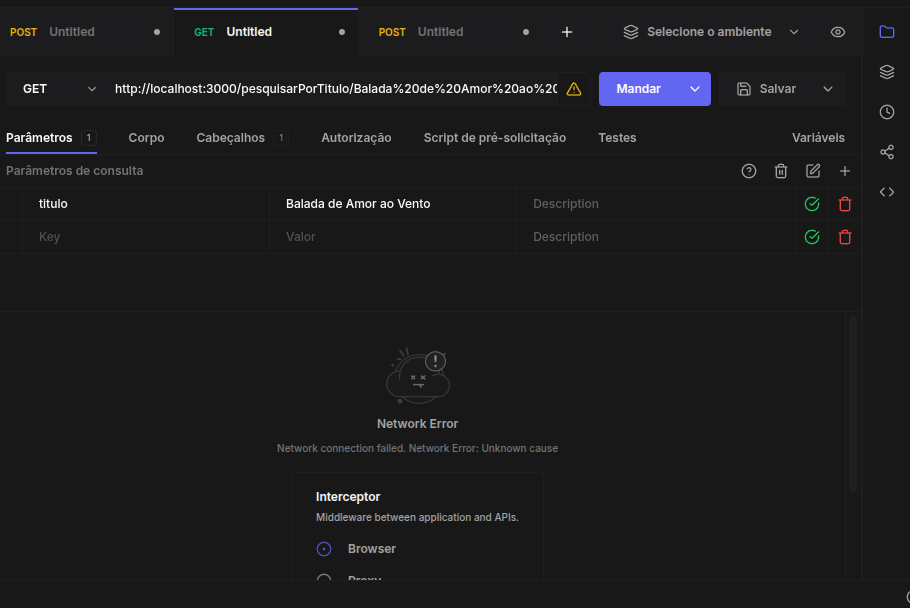 POST Untitled GET Untitled POST Untitled Selecione o ambiente
GET http://localhost:3000/pesquisarPorTitulo/Balada%20de%20Amor%20ao%20 Mandar Salvar
Parâmetros 1 Corpo Cabeçalhos 1 Autorização Script de pré-solicitação Testes Variáveis
Parâmetros de consulta
titulo Balada de Amor ao Vento Description
Key Valor Description
Network Error
Network connection failed. Network Error: Unknown cause
Interceptor
Middleware between application and APIs.
Browser
Proxy